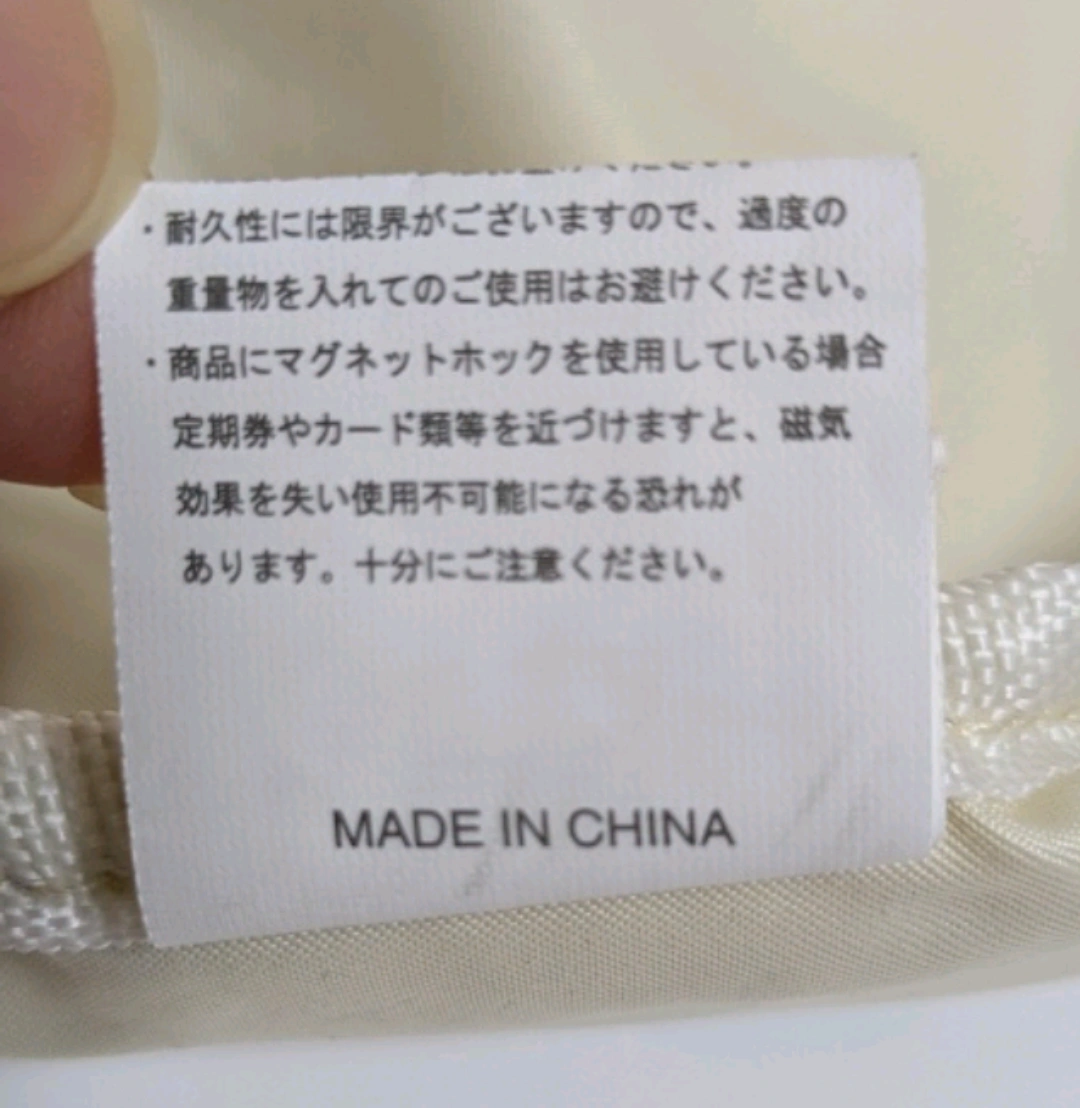 ください。
・耐久性には限界がございますので、過度の
重量物を入れてのご使用はお避けください。
・商品にマグネットホックを使用している場合
定期券やカード類等を近づけますと、磁気
効果を失い使用不可能になる恐れが
あります。十分にご注意ください。
MADE IN CHINA